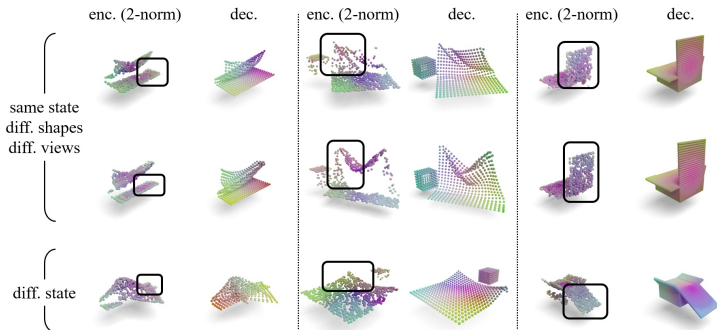 enc. (2-norm) dec. enc. (2-norm) dec. enc. (2-norm) dec.
same state
diff. shapes
diff. views
diff. state